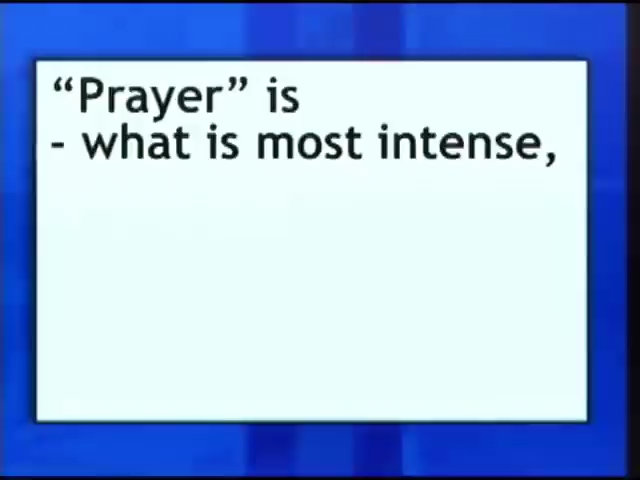 “Prayer” is
- what is most intense,